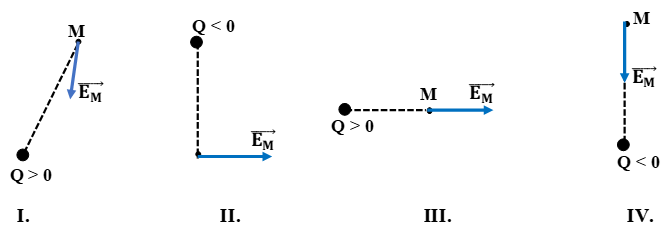 M
E_M
Q > 0
I.
Q < 0
E_M
II.
M
E_M
Q > 0
III.
M
E_M
Q < 0
IV.